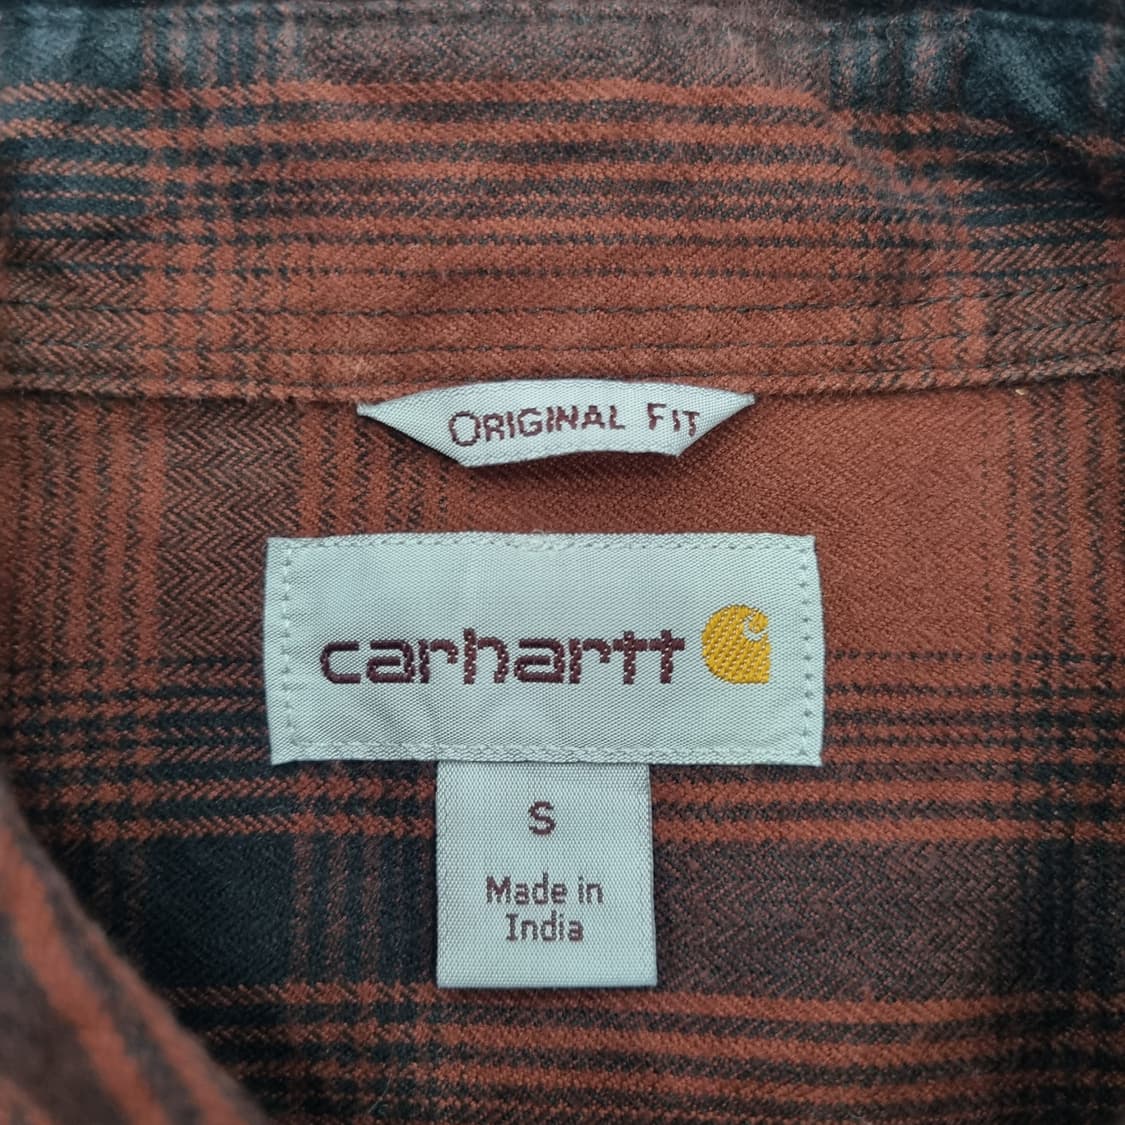 ORIGINAL FIT
carhartt
S
Made in
India